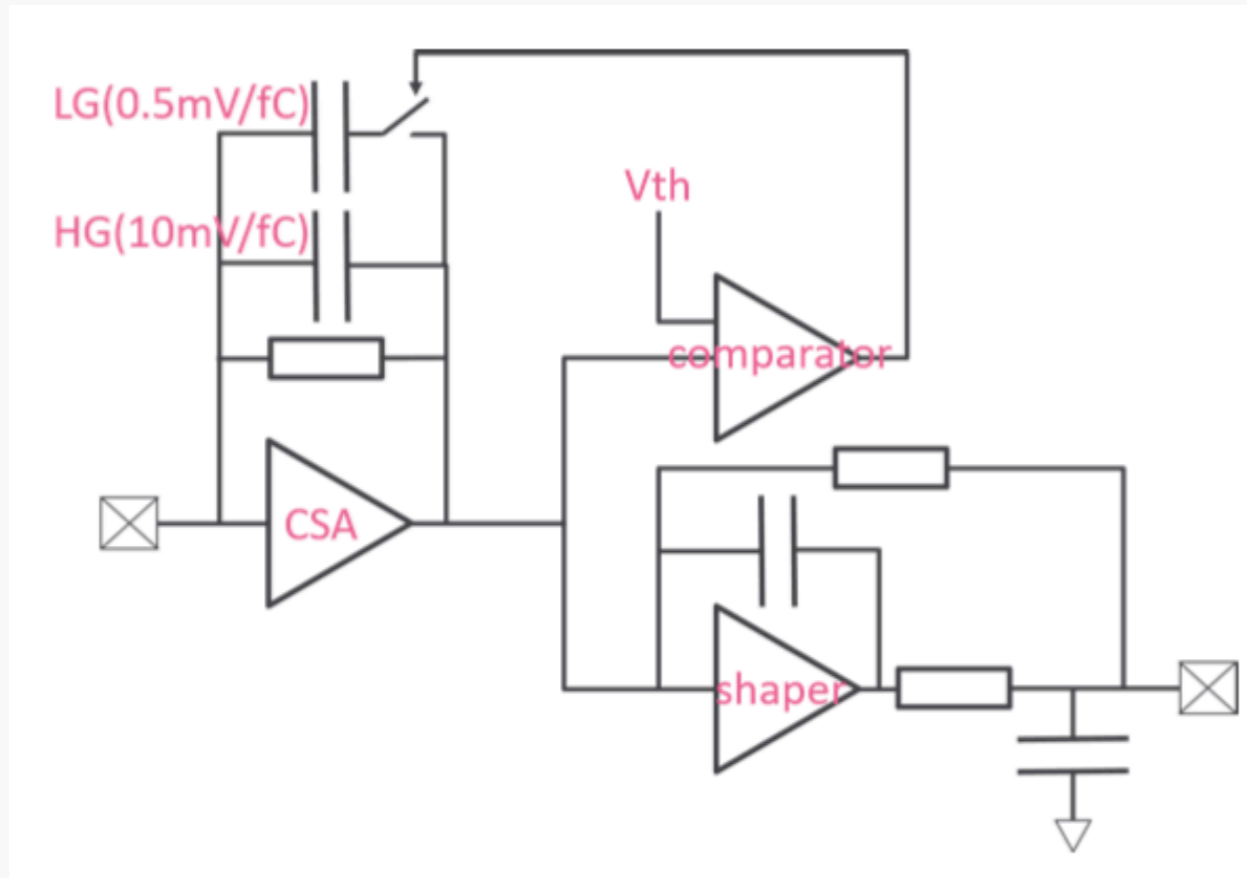 LG(0.5mV/fC)
Vth
HG(10mV/fC)
comparator
CSA
shaper